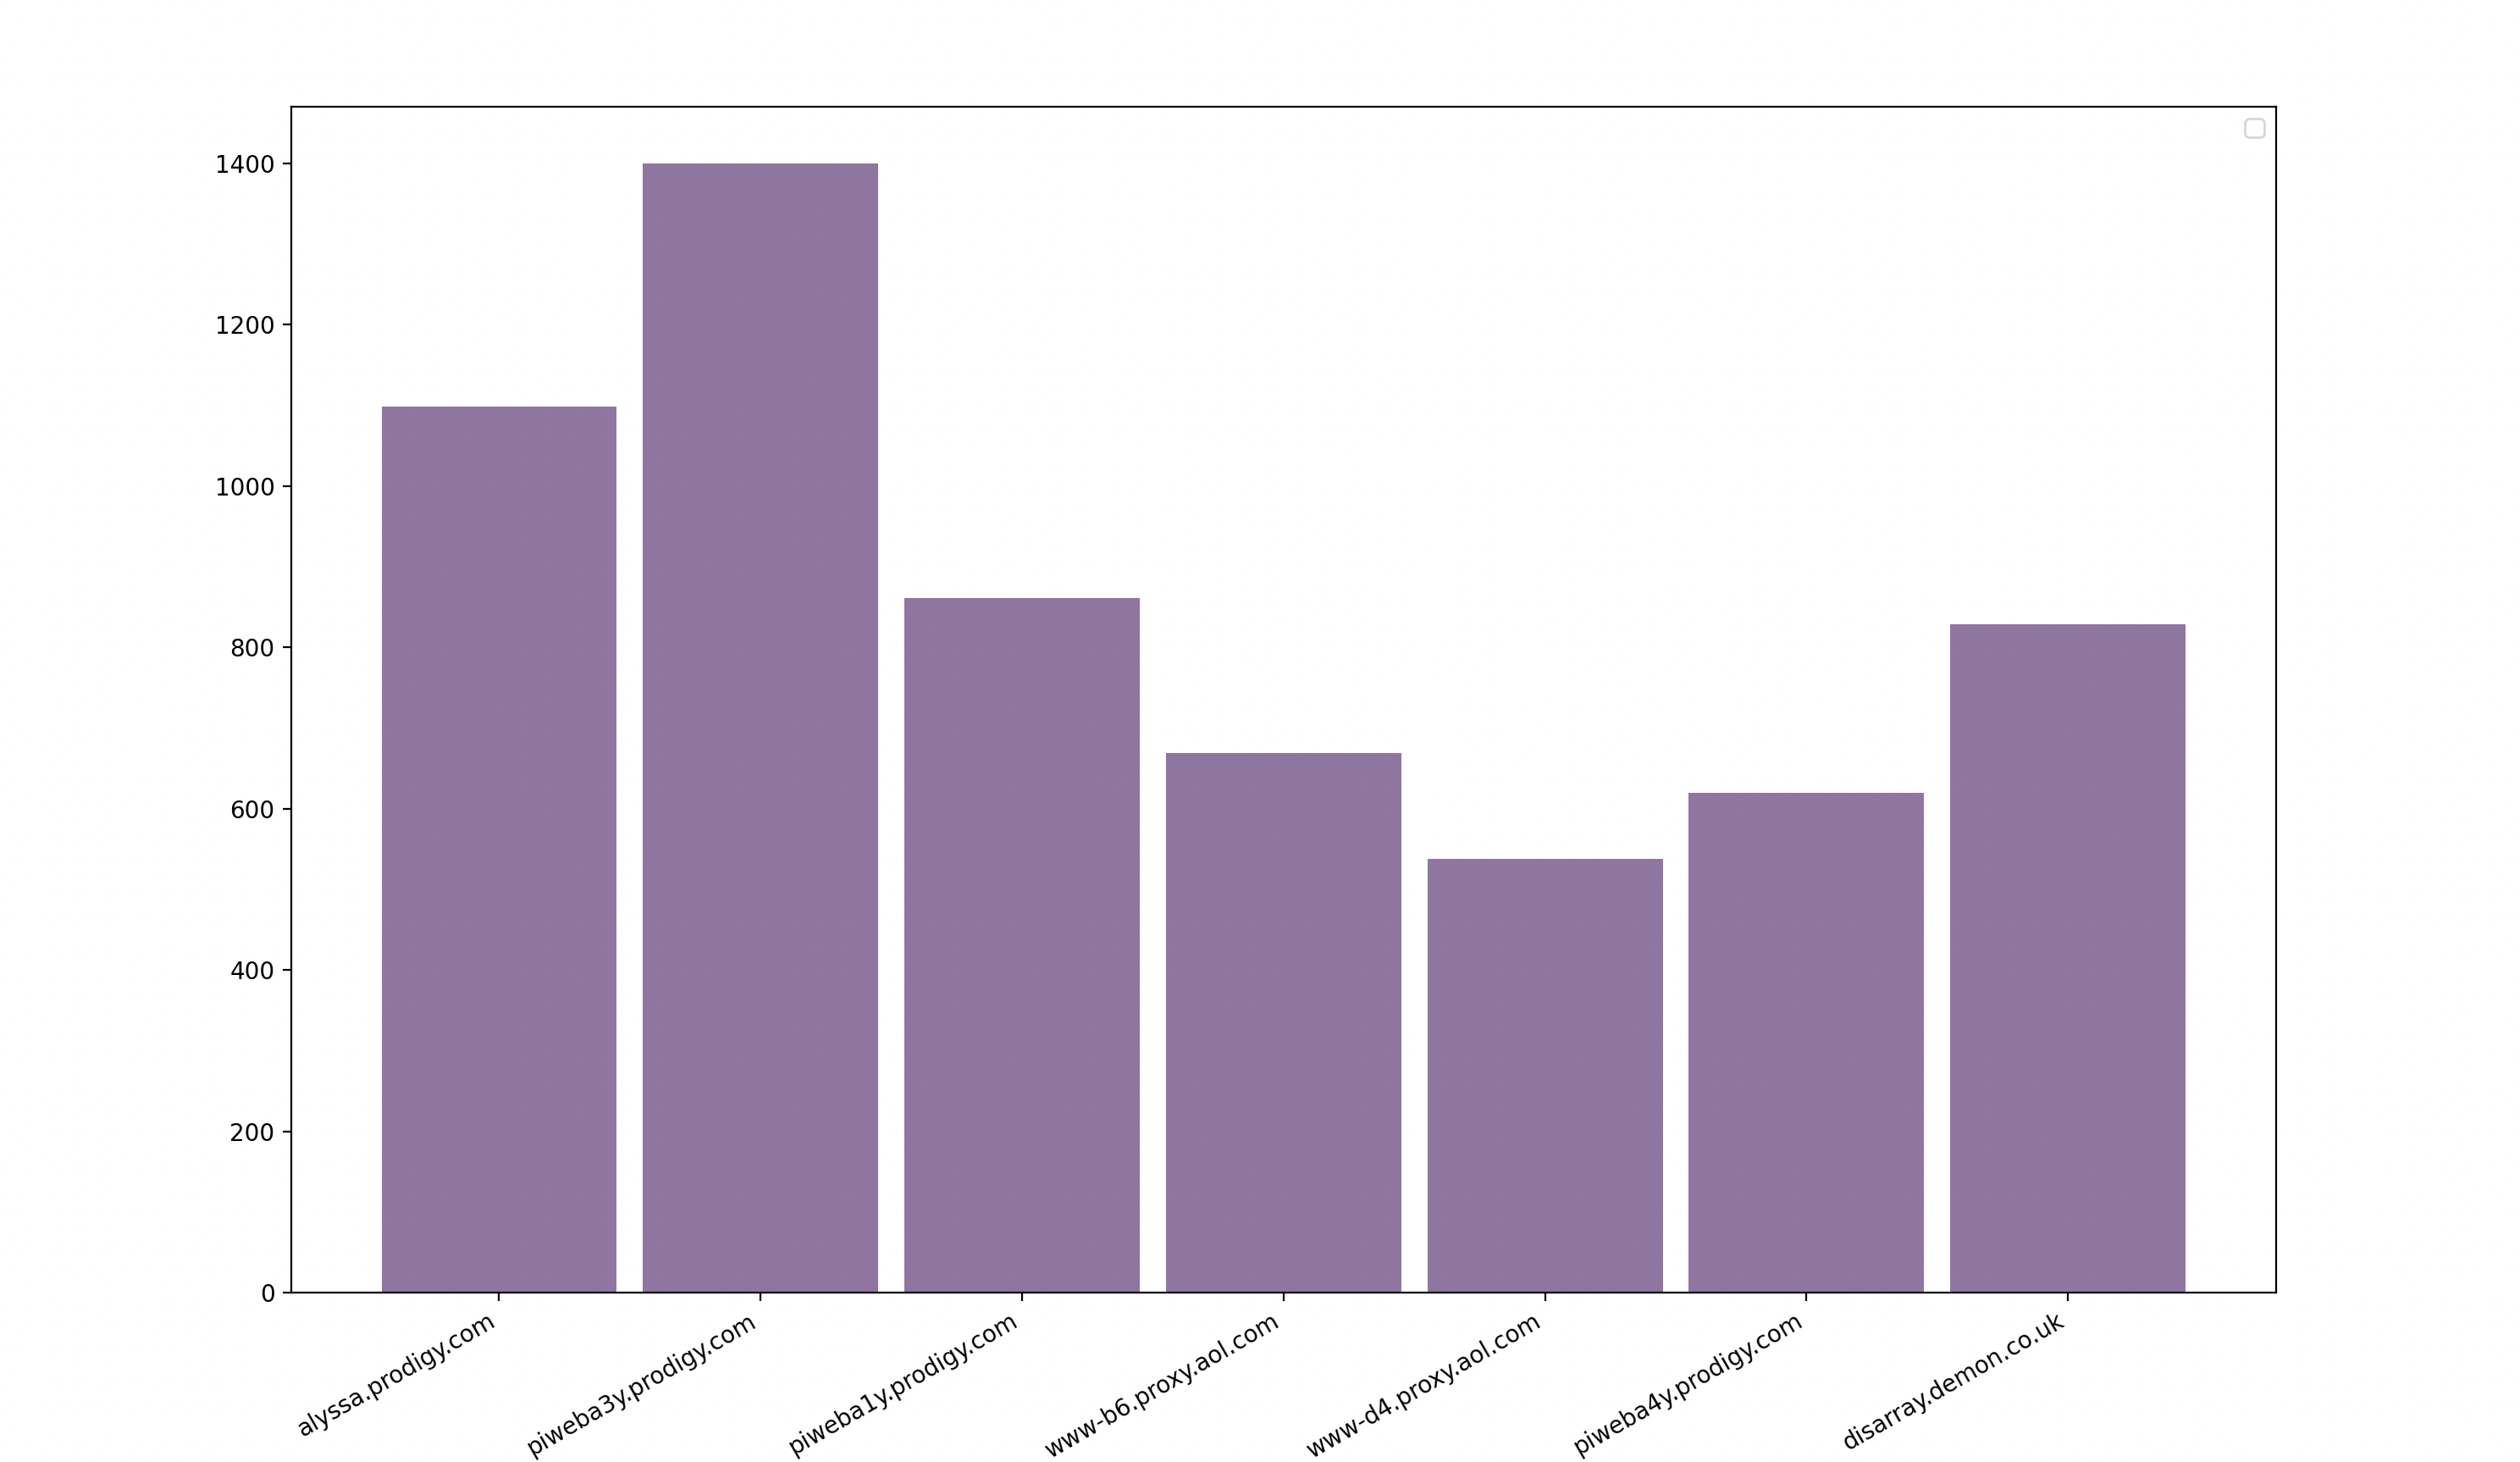 1400
1200
1000
800
600
400
200
0
alyssa.prodigy.com
piweba3y.prodigy.com
piweba1y.prodigy.com
www-b6.proxy.aol.com
www-d4.proxy.aol.com
piweba4y.prodigy.com
disarray.demon.co.uk